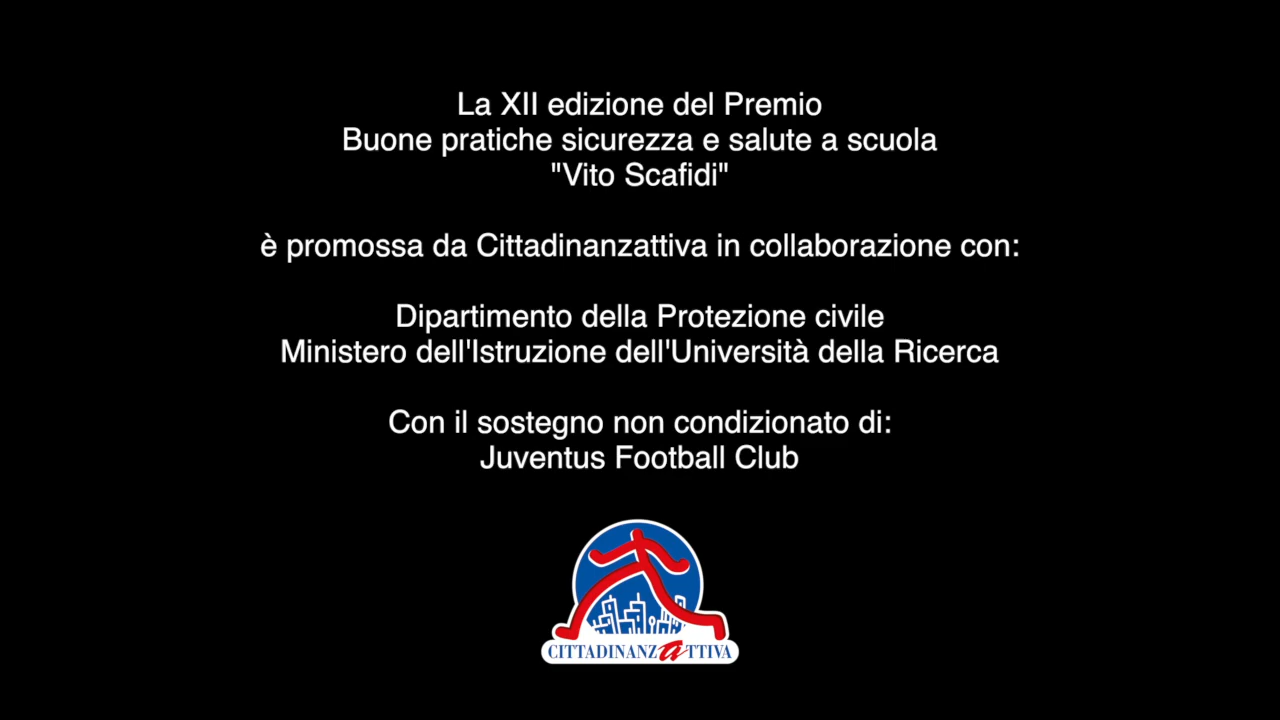 La XII edizione del Premio
Buone pratiche sicurezza e salute a scuola
"Vito Scafidi"
è promossa da Cittadinanzattiva in collaborazione con:
Dipartimento della Protezione civile
Ministero dell'Istruzione dell'Università della Ricerca
Con il sostegno non condizionato di:
Juventus Football Club
CITTADINANZATTIVA